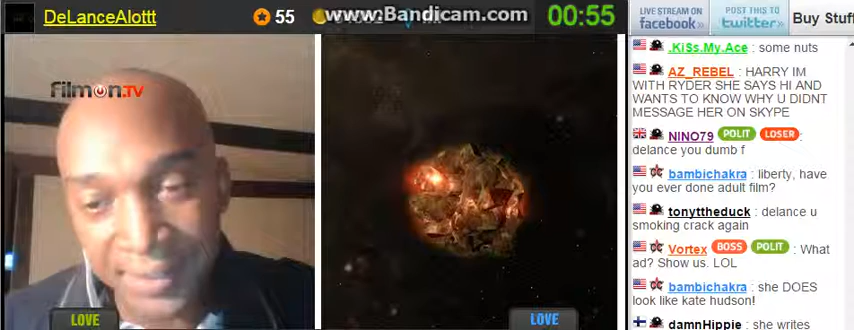 DeLanceAlottt
55
www.Bandicam.com
00:55
LIVE STREAM ON
facebook»
POST THIS TO
twitter»
Buy Stuf
FilmOn.TV
LOVE
LOVE
.Ki$s.My.Ace : some nuts
AZ_REBEL : HARRY IM
WITH RYDER SHE SAYS HI AND
WANTS TO KNOW WHY U DIDNT
MESSAGE HER ON SKYPE
NINO79 POLIT LOSER :
delance you dumb f
bambichakra : liberty, have
you ever done adult film?
tonyttheduck : delance u
smoking crack again
Vortex BOSS POLIT : What
ad? Show us. LOL
bambichakra : she DOES
look like kate hudson!
damnHippie : she writes